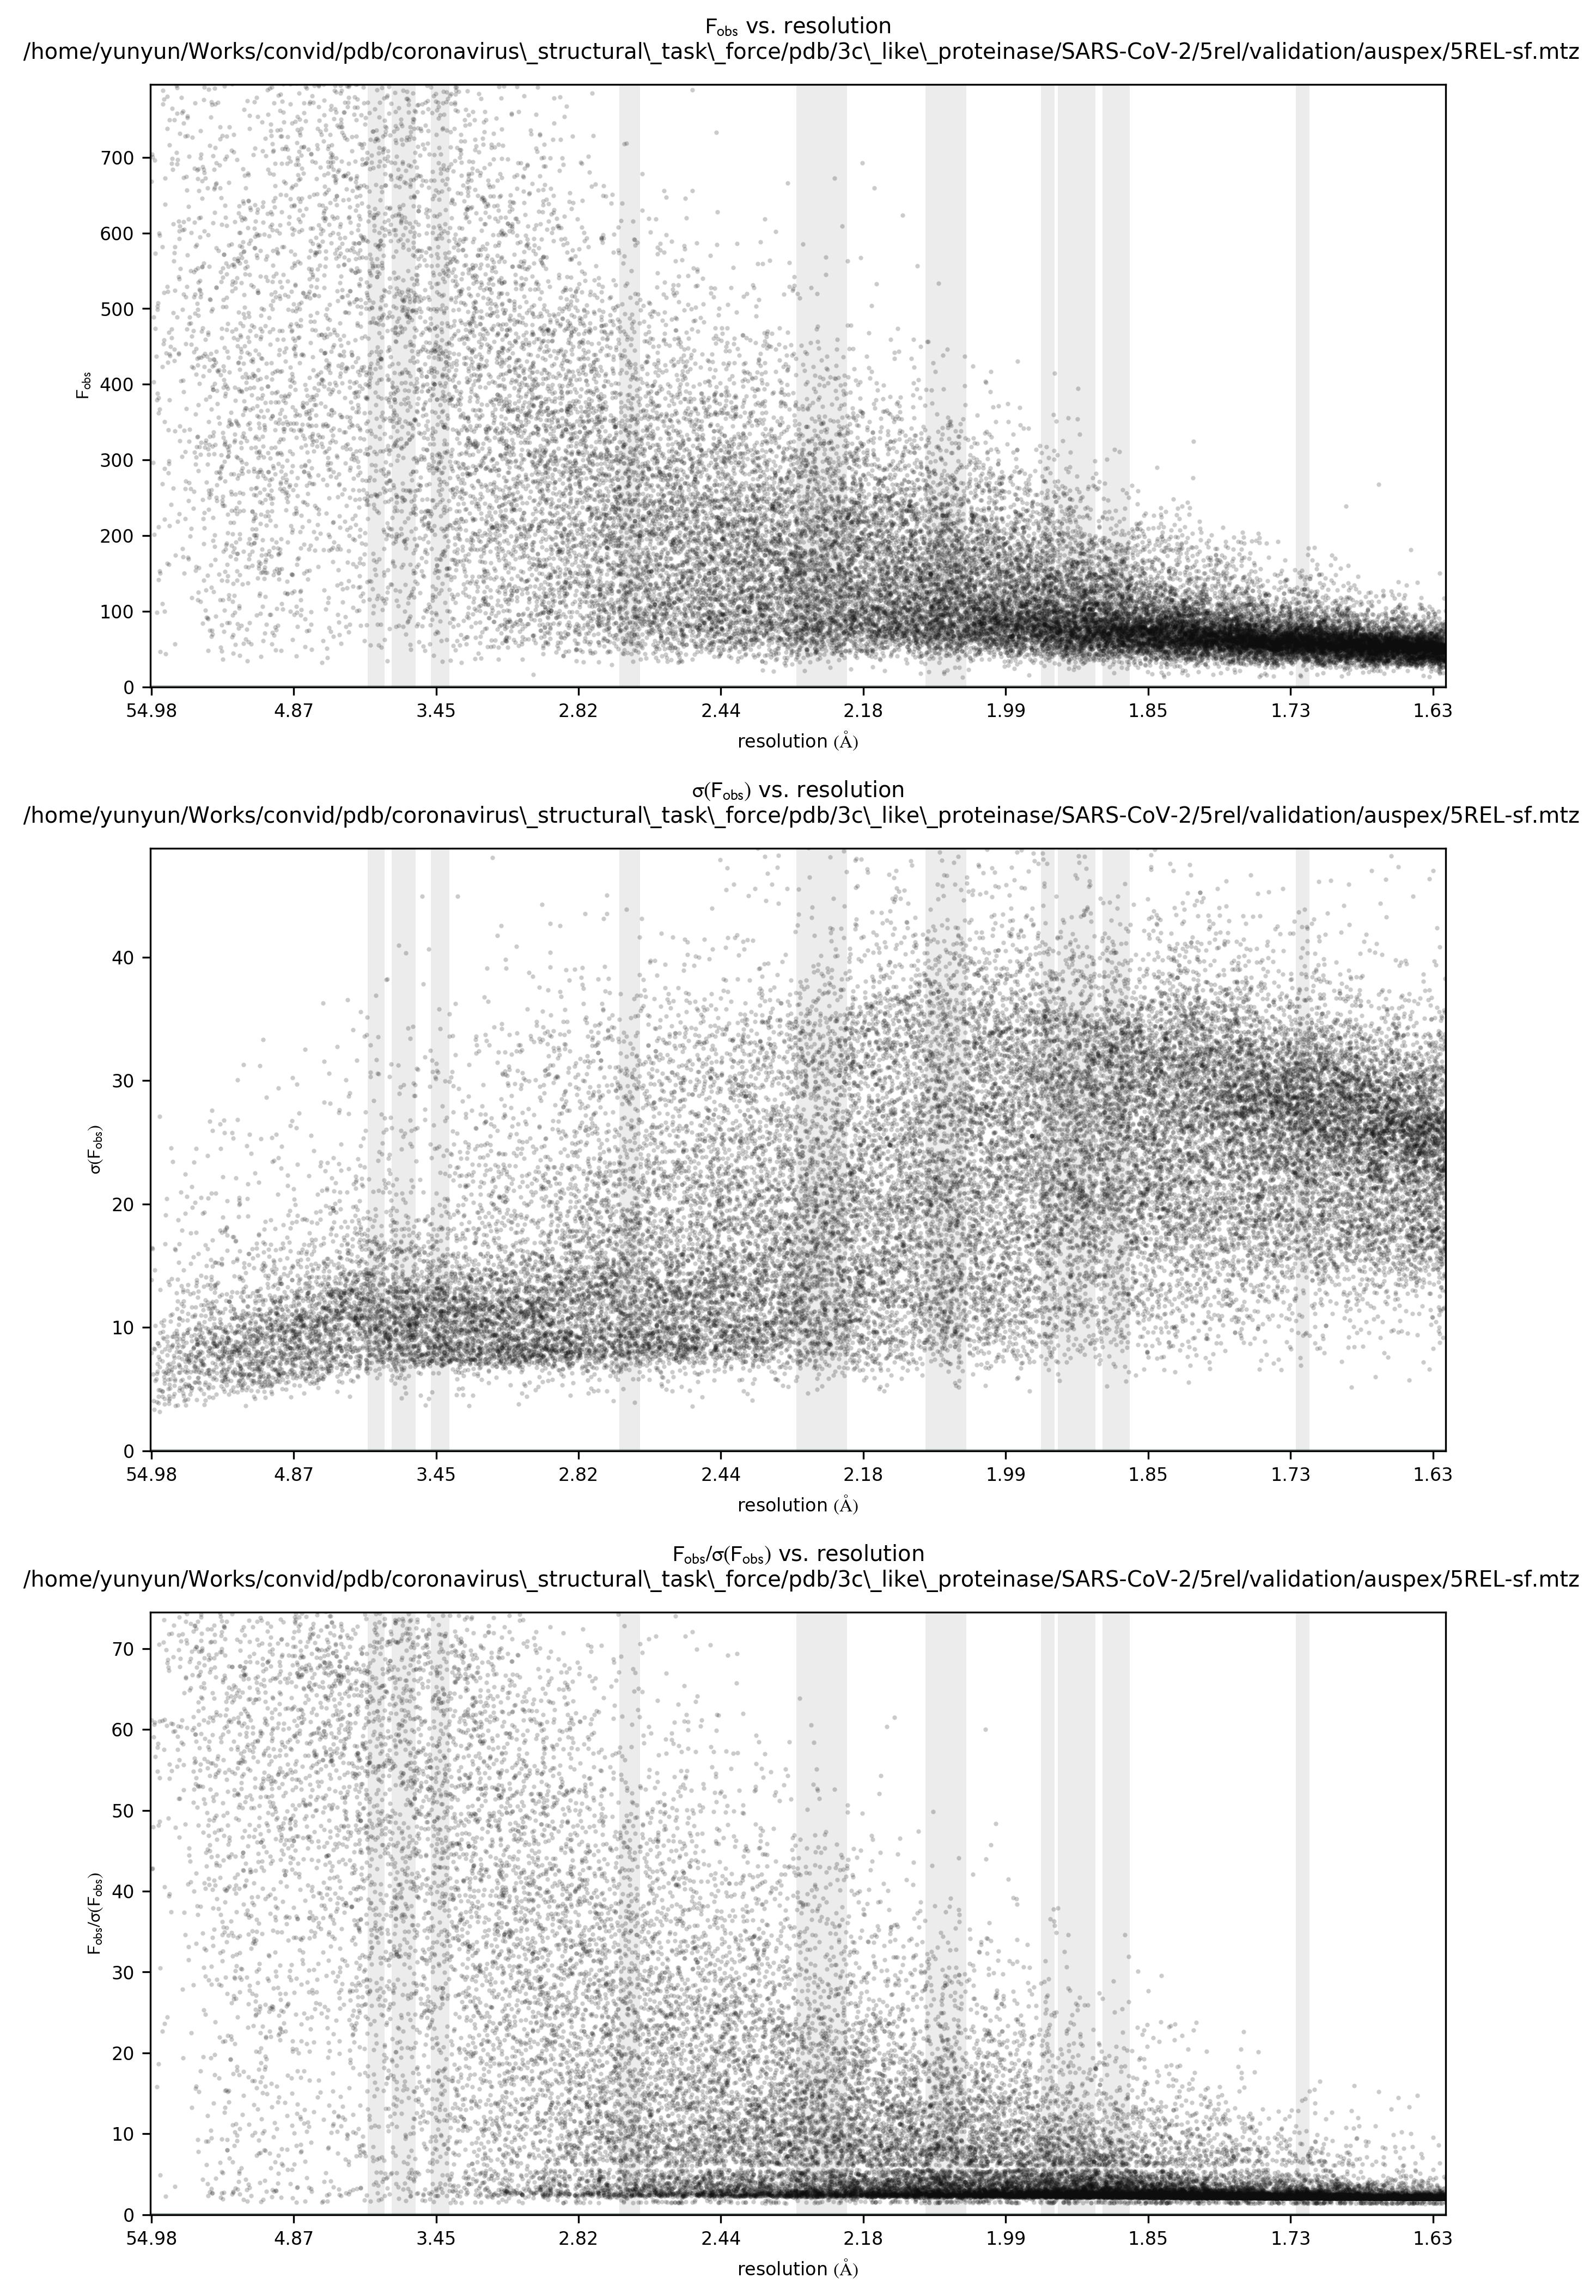 Fobs vs. resolution
/home/yunyun/Works/convid/pdb/coronavirus\_structural\_task\_force/pdb/3c\_like\_proteinase/SARS-CoV-2/5rel/validation/auspex/5REL-sf.mtz
700
600
500
400
300
200
100
0
Fobs
54.98 4.87 3.45 2.82 2.44 2.18 1.99 1.85 1.73 1.63
resolution (Å)
σ(Fobs) vs. resolution
/home/yunyun/Works/convid/pdb/coronavirus\_structural\_task\_force/pdb/3c\_like\_proteinase/SARS-CoV-2/5rel/validation/auspex/5REL-sf.mtz
40
30
20
10
0
σ(Fobs)
54.98 4.87 3.45 2.82 2.44 2.18 1.99 1.85 1.73 1.63
resolution (Å)
Fobs/σ(Fobs) vs. resolution
/home/yunyun/Works/convid/pdb/coronavirus\_structural\_task\_force/pdb/3c\_like\_proteinase/SARS-CoV-2/5rel/validation/auspex/5REL-sf.mtz
70
60
50
40
30
20
10
0
Fobs/σ(Fobs)
54.98 4.87 3.45 2.82 2.44 2.18 1.99 1.85 1.73 1.63
resolution (Å)